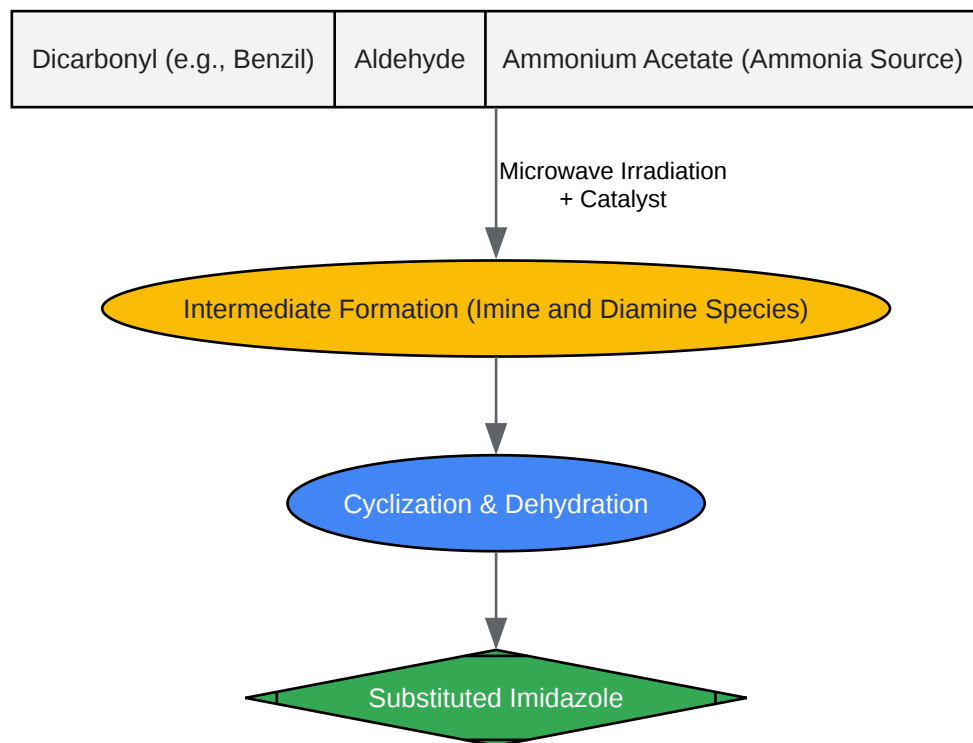 Dicarbonyl (e.g., Benzil)
Aldehyde
Ammonium Acetate (Ammonia Source)
Microwave Irradiation
+ Catalyst
Intermediate Formation (Imine and Diamine Species)
Cyclization & Dehydration
Substituted Imidazole